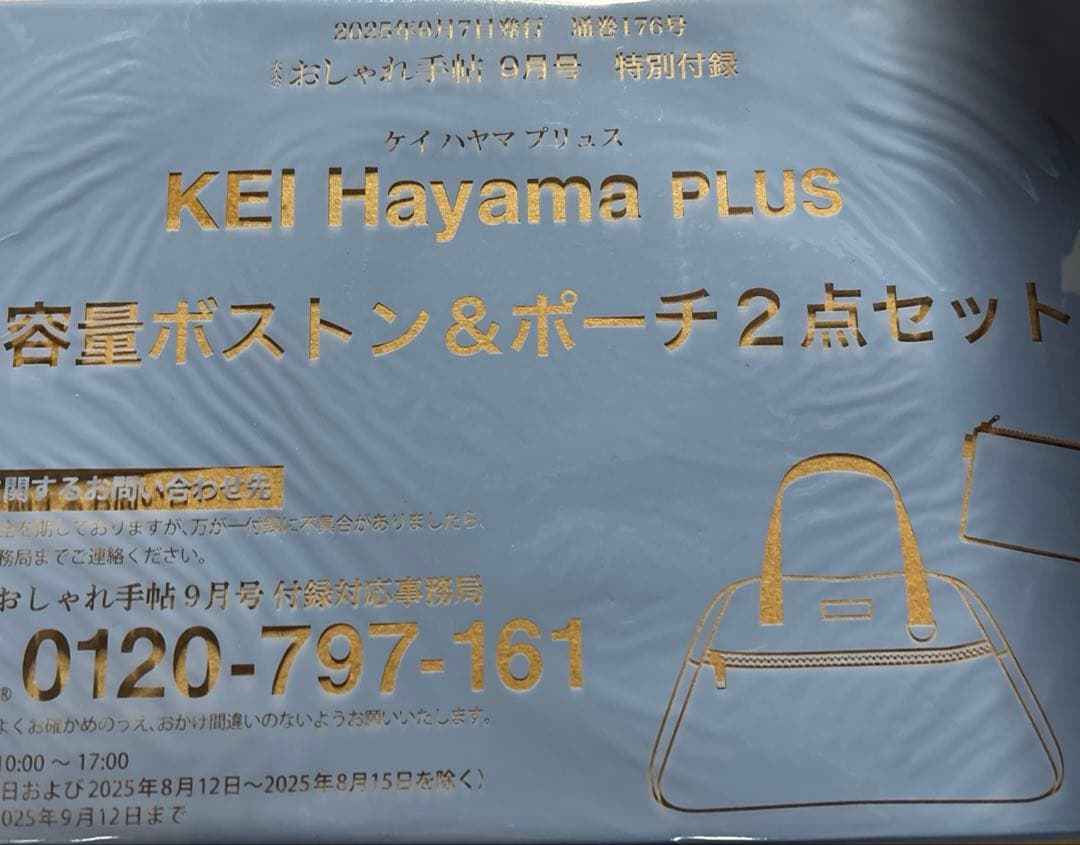 2025年9月7日発行　通巻176号
大人のおしゃれ手帖 9月号　特別付録
ケイ ハヤマ プリュス
KEI Hayama PLUS
容量ボストン＆ポーチ２点セット
関するお問い合わせ先
全を期しておりますが、万が一付録に不具合がありましたら、
務局までご連絡ください。
おしゃれ手帖 9月号 付録対応事務局
® 0120-797-161
よくお確かめのうえ、おかけ間違いのないようお願いいたします。
10:00 〜 17:00
日および 2025年8月12日〜2025年8月15日を除く）
025年9月12日まで